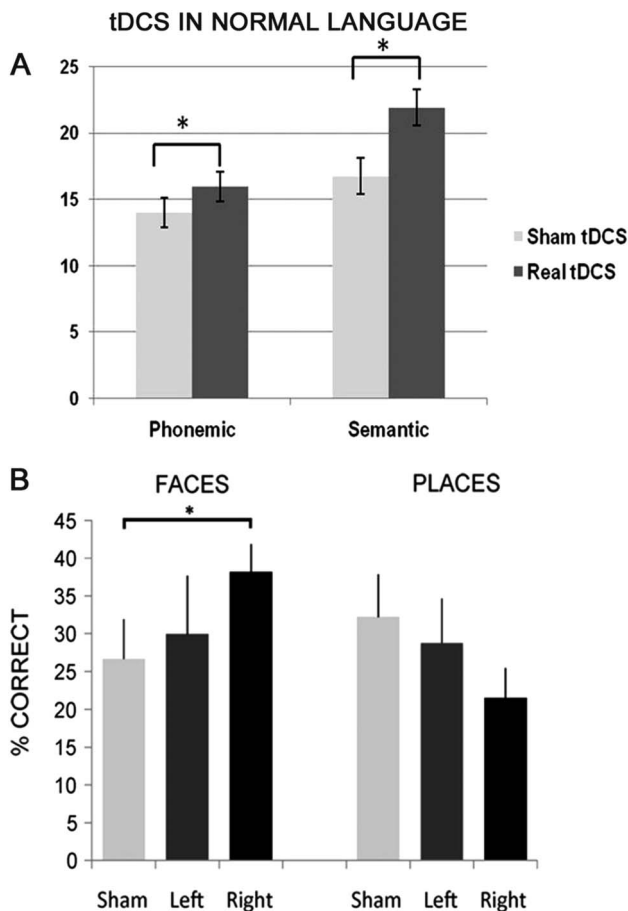 tDCS IN NORMAL LANGUAGE
A
25
20
15
10
5
0
*
*
Phonemic
Semantic
Sham tDCS
Real tDCS
B
FACES
PLACES
% CORRECT
45
40
35
30
25
20
15
10
5
0
*
Sham Left Right
Sham Left Right